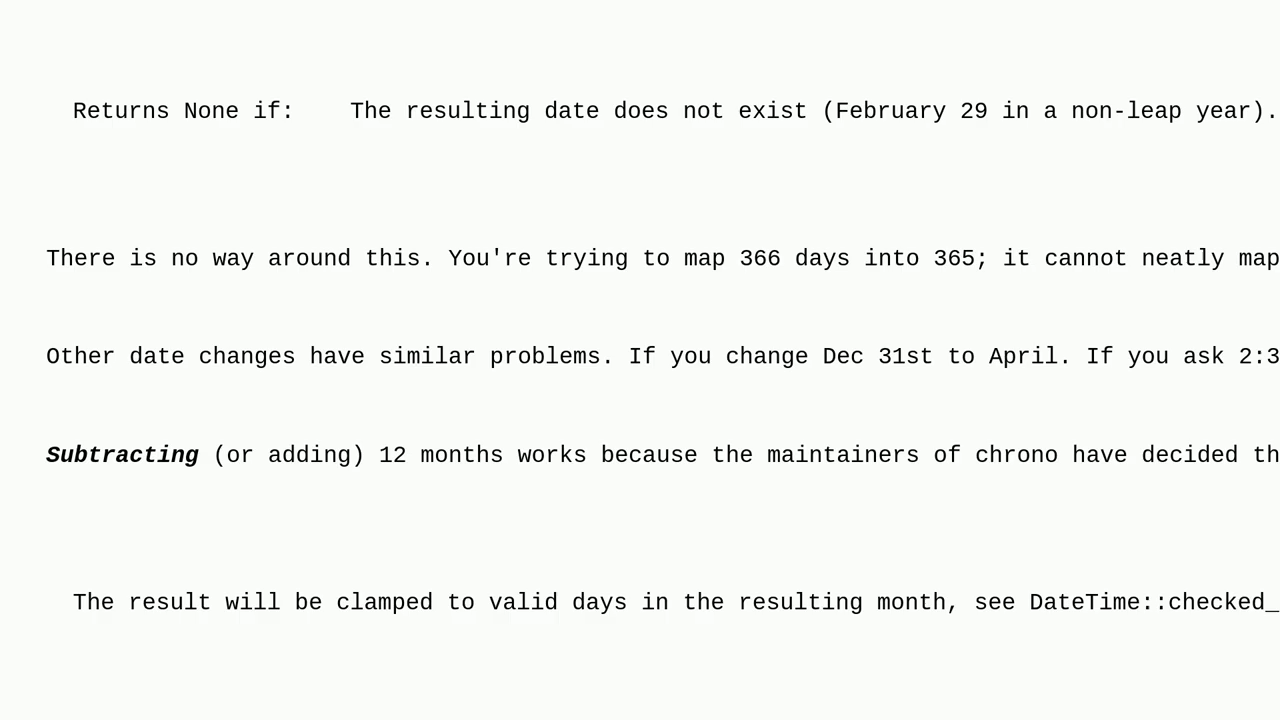 Returns None if:    The resulting date does not exist (February 29 in a non-leap year).
There is no way around this. You're trying to map 366 days into 365; it cannot neatly map
Other date changes have similar problems. If you change Dec 31st to April. If you ask 2:3
Subtracting (or adding) 12 months works because the maintainers of chrono have decided th
The result will be clamped to valid days in the resulting month, see DateTime::checked_